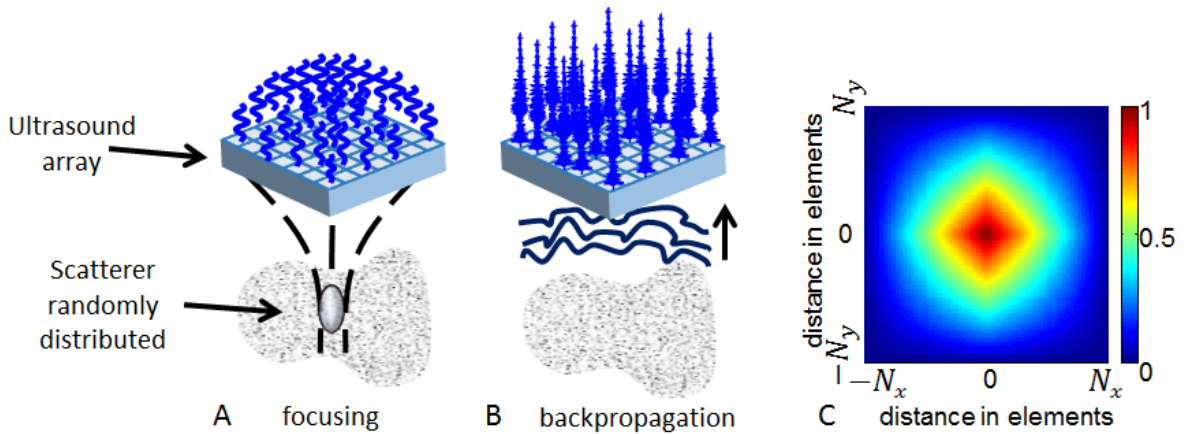 Ultrasound
array
Scatterer
randomly
distributed
A focusing
B backpropagation
distance in elements
N_y
0
– N_y
–N_x 0 N_x
1
0.5
0
C distance in elements